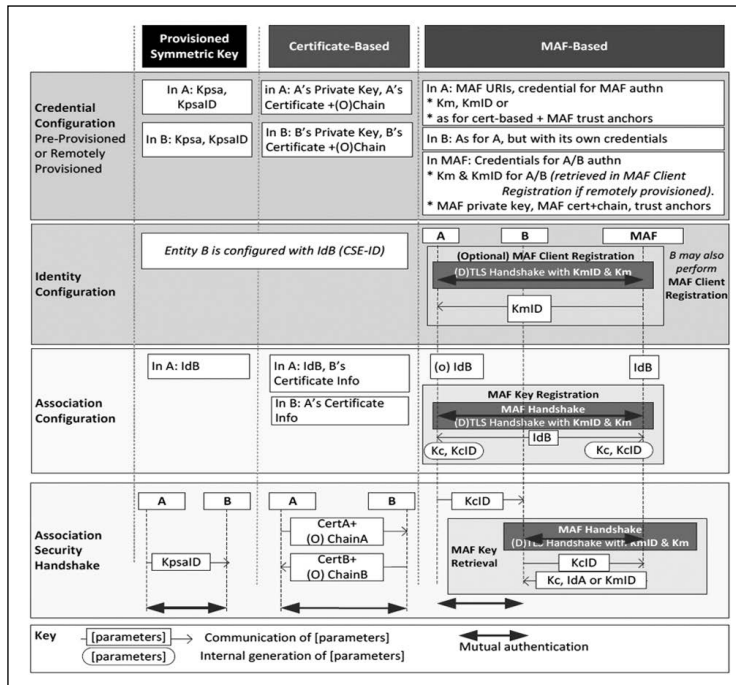 Provisioned
Symmetric Key
Certificate-Based
MAF-Based
Credential
Configuration
Pre-Provisioned
or Remotely
Provisioned
In A: Kpsa,
KpsaID
In B: Kpsa, KpsaID
in A: A's Private Key, A's
Certificate +(O)Chain
In B: B's Private Key, B's
Certificate +(O)Chain
In A: MAF URIs, credential for MAF authn
* Km, KmID or
* as for cert-based + MAF trust anchors
In B: As for A, but with its own credentials
In MAF: Credentials for A/B authn
* Km & KmID for A/B (retrieved in MAF Client
Registration if remotely provisioned).
* MAF private key, MAF cert+chain, trust anchors
Identity
Configuration
Entity B is configured with IdB (CSE-ID)
A
B
MAF
(Optional) MAF Client Registration
(D)TLS Handshake with KmID & Km
KmID
B may also
perform
MAF Client
Registration
Association
Configuration
In A: IdB
In A: IdB, B's
Certificate Info
In B: A's Certificate
Info
(o) IdB
IdB
MAF Key Registration
MAF Handshake
(D)TLS Handshake with KmID & Km
IdB
Kc, KcID
Kc, KcID
Association
Security
Handshake
A
B
KpsaID
A
B
CertA+
(O) ChainA
CertB+
(O) ChainB
KcID
MAF Key
Retrieval
MAF Handshake
(D)TLS Handshake with KmID & Km
KcID
Kc, IdA or KmID
Key
[parameters]
Communication of [parameters]
[parameters]
Internal generation of [parameters]
Mutual authentication